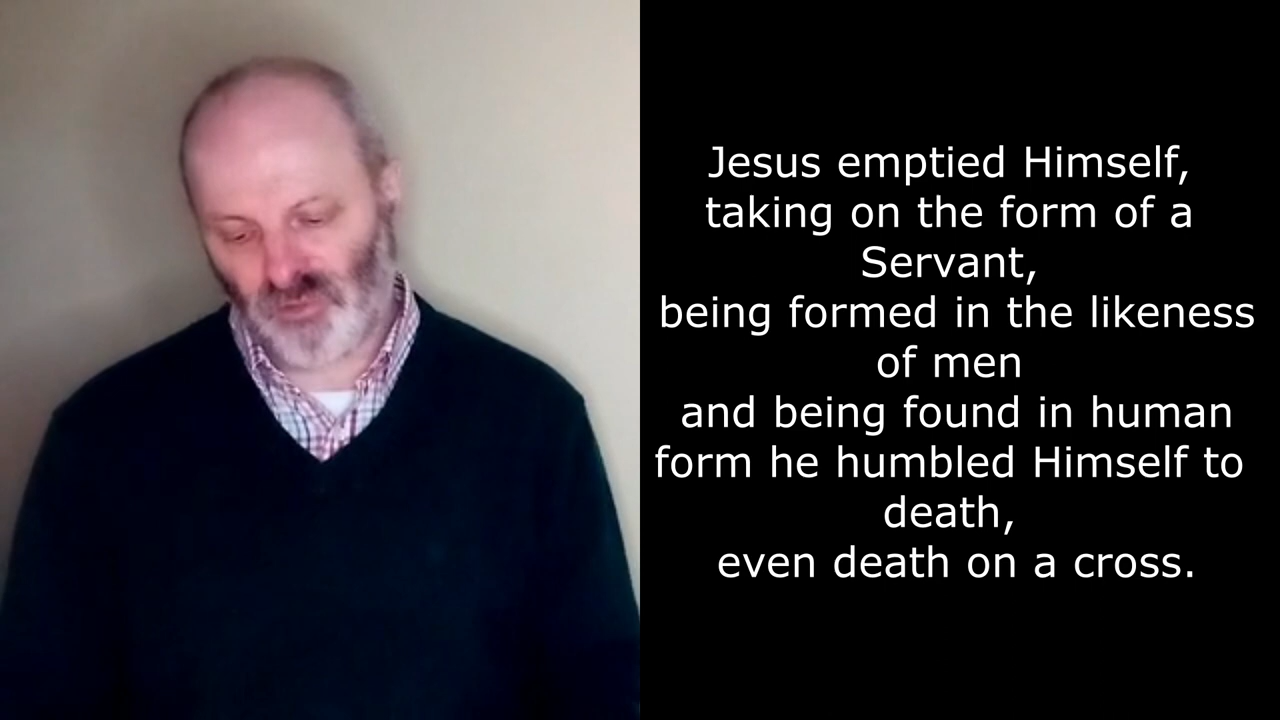 Jesus emptied Himself,
taking on the form of a
Servant,
being formed in the likeness
of men
and being found in human
form he humbled Himself to
death,
even death on a cross.